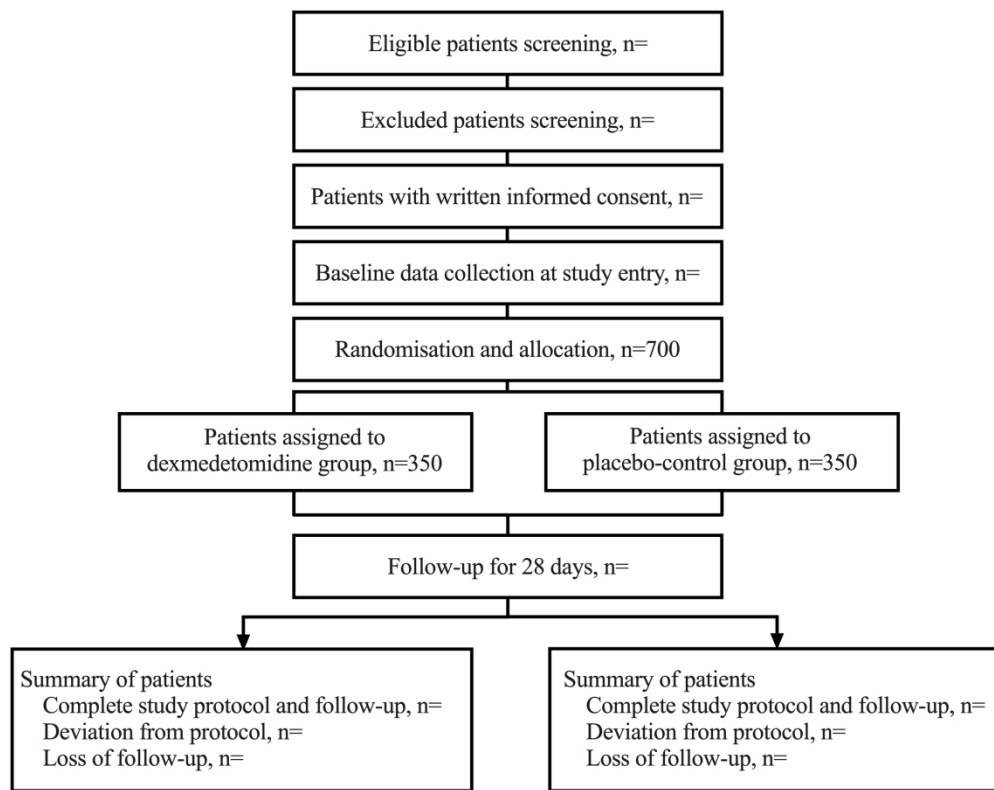 Eligible patients screening, n=
Excluded patients screening, n=
Patients with written informed consent, n=
Baseline data collection at study entry, n=
Randomisation and allocation, n=700
Patients assigned to
dexmedetomidine group, n=350
Patients assigned to
placebo-control group, n=350
Follow-up for 28 days, n=
Summary of patients
Complete study protocol and follow-up, n=
Deviation from protocol, n=
Loss of follow-up, n=
Summary of patients
Complete study protocol and follow-up, n=
Deviation from protocol, n=
Loss of follow-up, n=